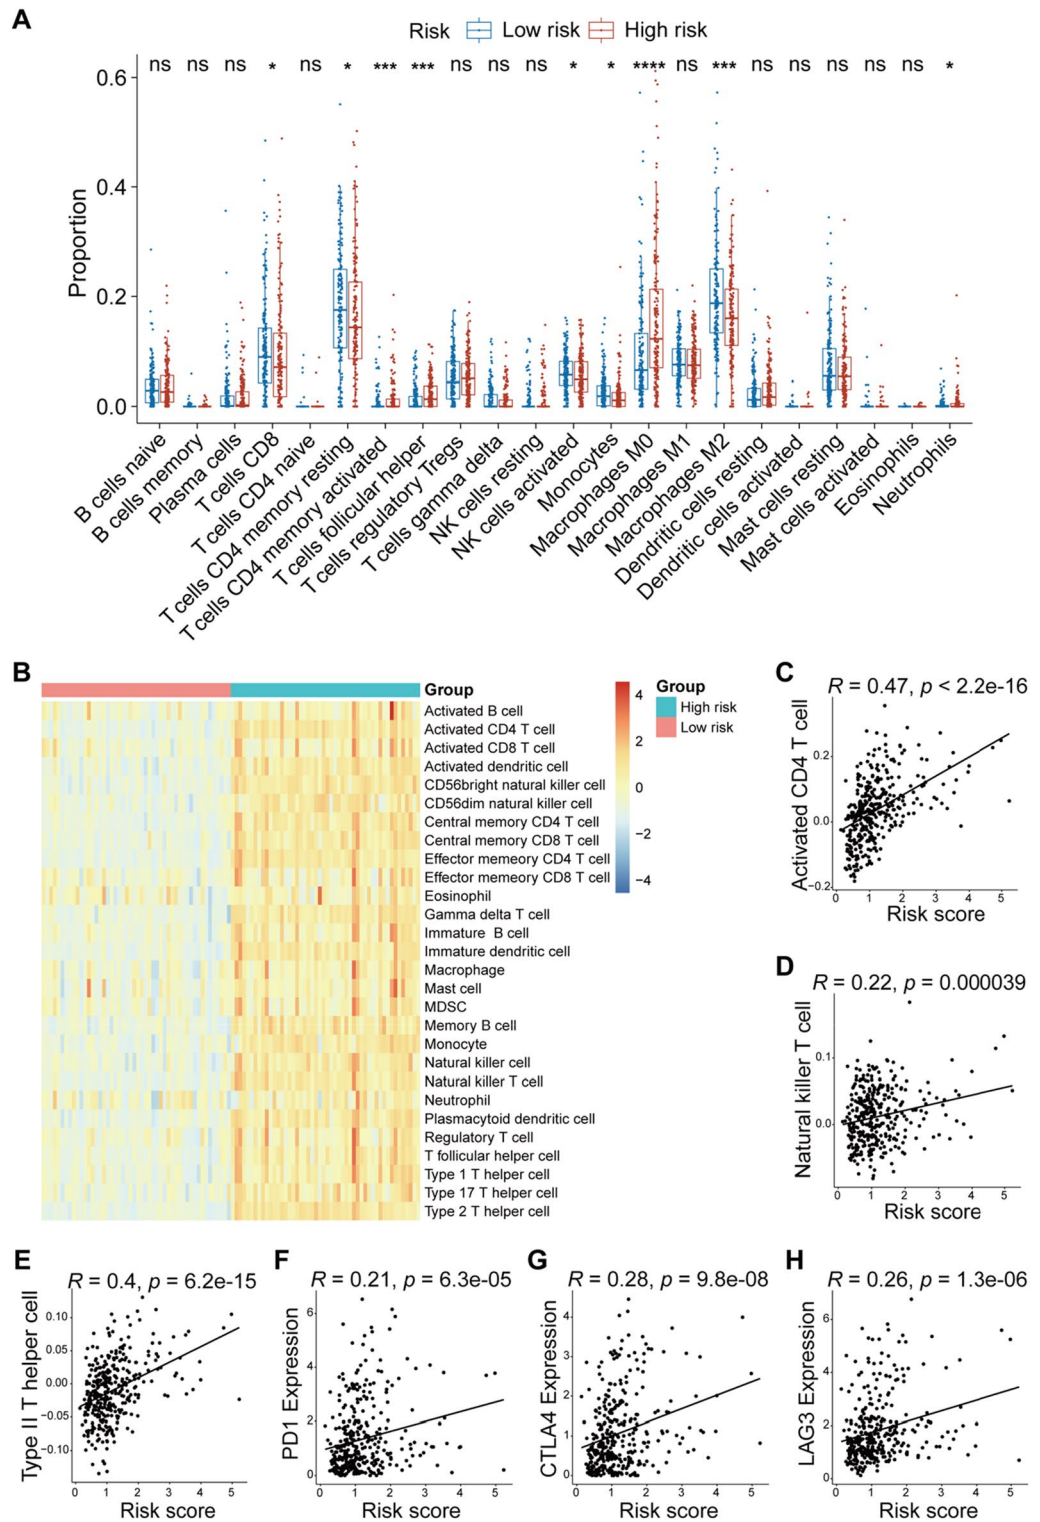 A
Risk Low risk High risk
ns ns ns * ns * *** *** ns ns ns * * **** ns *** ns ns ns ns ns *
Proportion
0.6
0.4
0.2
0.0
B cells naive
B cells memory
Plasma cells
T cells CD8
T cells CD4 naive
T cells CD4 memory resting
T cells CD4 memory activated
T cells follicular helper
T cells regulatory Tregs
T cells gamma delta
NK cells resting
NK cells activated
Monocytes
Macrophages M0
Macrophages M1
Macrophages M2
Dendritic cells resting
Dendritic cells activated
Mast cells resting
Mast cells activated
Eosinophils
Neutrophils
B
Group
Activated B cell
Activated CD4 T cell
Activated CD8 T cell
Activated dendritic cell
CD56bright natural killer cell
CD56dim natural killer cell
Central memory CD4 T cell
Central memory CD8 T cell
Effector memeory CD4 T cell
Effector memeory CD8 T cell
Eosinophil
Gamma delta T cell
Immature B cell
Immature dendritic cell
Macrophage
Mast cell
MDSC
Memory B cell
Monocyte
Natural killer cell
Natural killer T cell
Neutrophil
Plasmacytoid dendritic cell
Regulatory T cell
T follicular helper cell
Type 1 T helper cell
Type 17 T helper cell
Type 2 T helper cell
4
2
0
−2
−4
Group
High risk
Low risk
C
R = 0.47, p < 2.2e-16
Activated CD4 T cell
0.2
0.0
−0.2
0 1 2 3 4 5
Risk score
D
R = 0.22, p = 0.000039
Natural killer T cell
0.1
0.0
0 1 2 3 4 5
Risk score
E
R = 0.4, p = 6.2e-15
Type II T helper cell
0.10
0.05
0.00
−0.05
−0.10
0 1 2 3 4 5
Risk score
F
R = 0.21, p = 6.3e-05
PD1 Expression
6
4
2
0
0 1 2 3 4 5
Risk score
G
R = 0.28, p = 9.8e-08
CTLA4 Expression
4
3
2
1
0
0 1 2 3 4 5
Risk score
H
R = 0.26, p = 1.3e-06
LAG3 Expression
6
4
2
0
0 1 2 3 4 5
Risk score